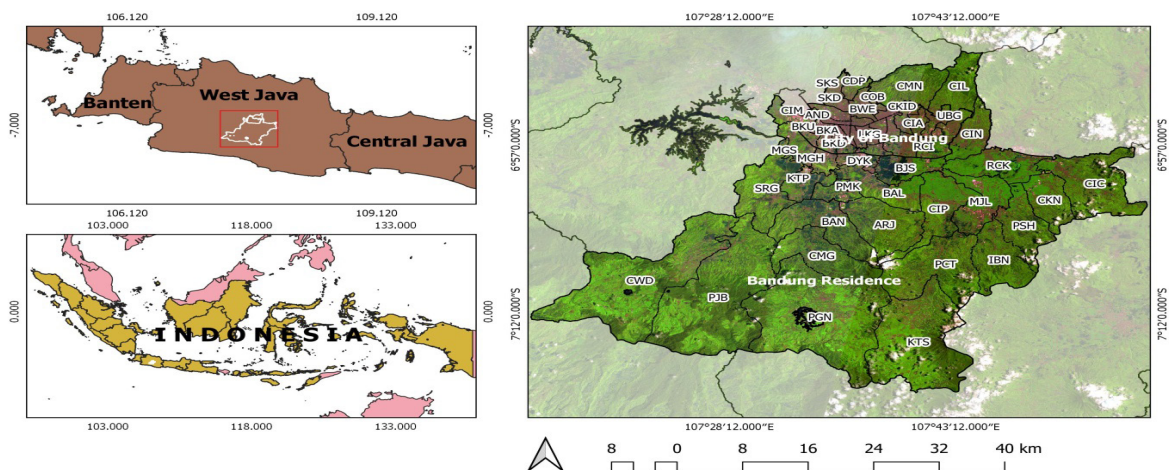 106.120
109.120
Banten
West Java
Central Java
-7.000
-7.000
106.120
109.120
103.000
118.000
133.000
0.000
0.000
INDONESIA
103.000
118.000
133.000
107°28'12.000"E
107°43'12.000"E
6°57'0.000"S
6°57'0.000"S
7°12'0.000"S
7°12'0.000"S
SKS
CDP
CMN
CIL
SKD
COB
CIM
AND
BWE
CKID
UBG
BKU
BKA
CIA
CIN
LKG
City of Bandung
RCI
MGS
MGH
DYK
BJS
RCK
KTP
SRG
PMK
BAL
CIC
CKN
MJL
CIP
BAN
ARJ
PSH
CMG
PCT
IBN
CWD
Bandung Residence
PJB
PGN
KTS
107°28'12.000"E
107°43'12.000"E
8 0 8 16 24 32 40 km